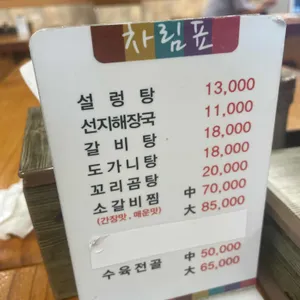 차림표
설렁탕 13,000
선지해장국 11,000
갈비탕 18,000
도가니탕 18,000
꼬리곰탕 20,000
소갈비찜 中 70,000
(간장맛, 매운맛) 大 85,000
수육전골 中 50,000
大 65,000